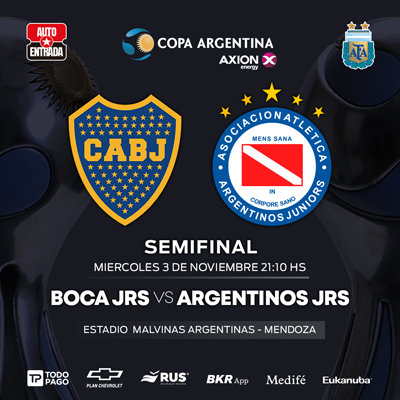 AUTO
ENTRADA
COPA ARGENTINA
AXION
energy
AFA
CABJ
ASOCIACION ATLETICA
MENS SANA
IN
CORPORE SANO
ARGENTINOS JUNIORS
SEMIFINAL
MIERCOLES 3 DE NOVIEMBRE 21:10 HS
BOCA JRS VS ARGENTINOS JRS
ESTADIO MALVINAS ARGENTINAS - MENDOZA
TP TODO PAGO
PLAN CHEVROLET
RUS
BKR App
Medifé
Eukanuba